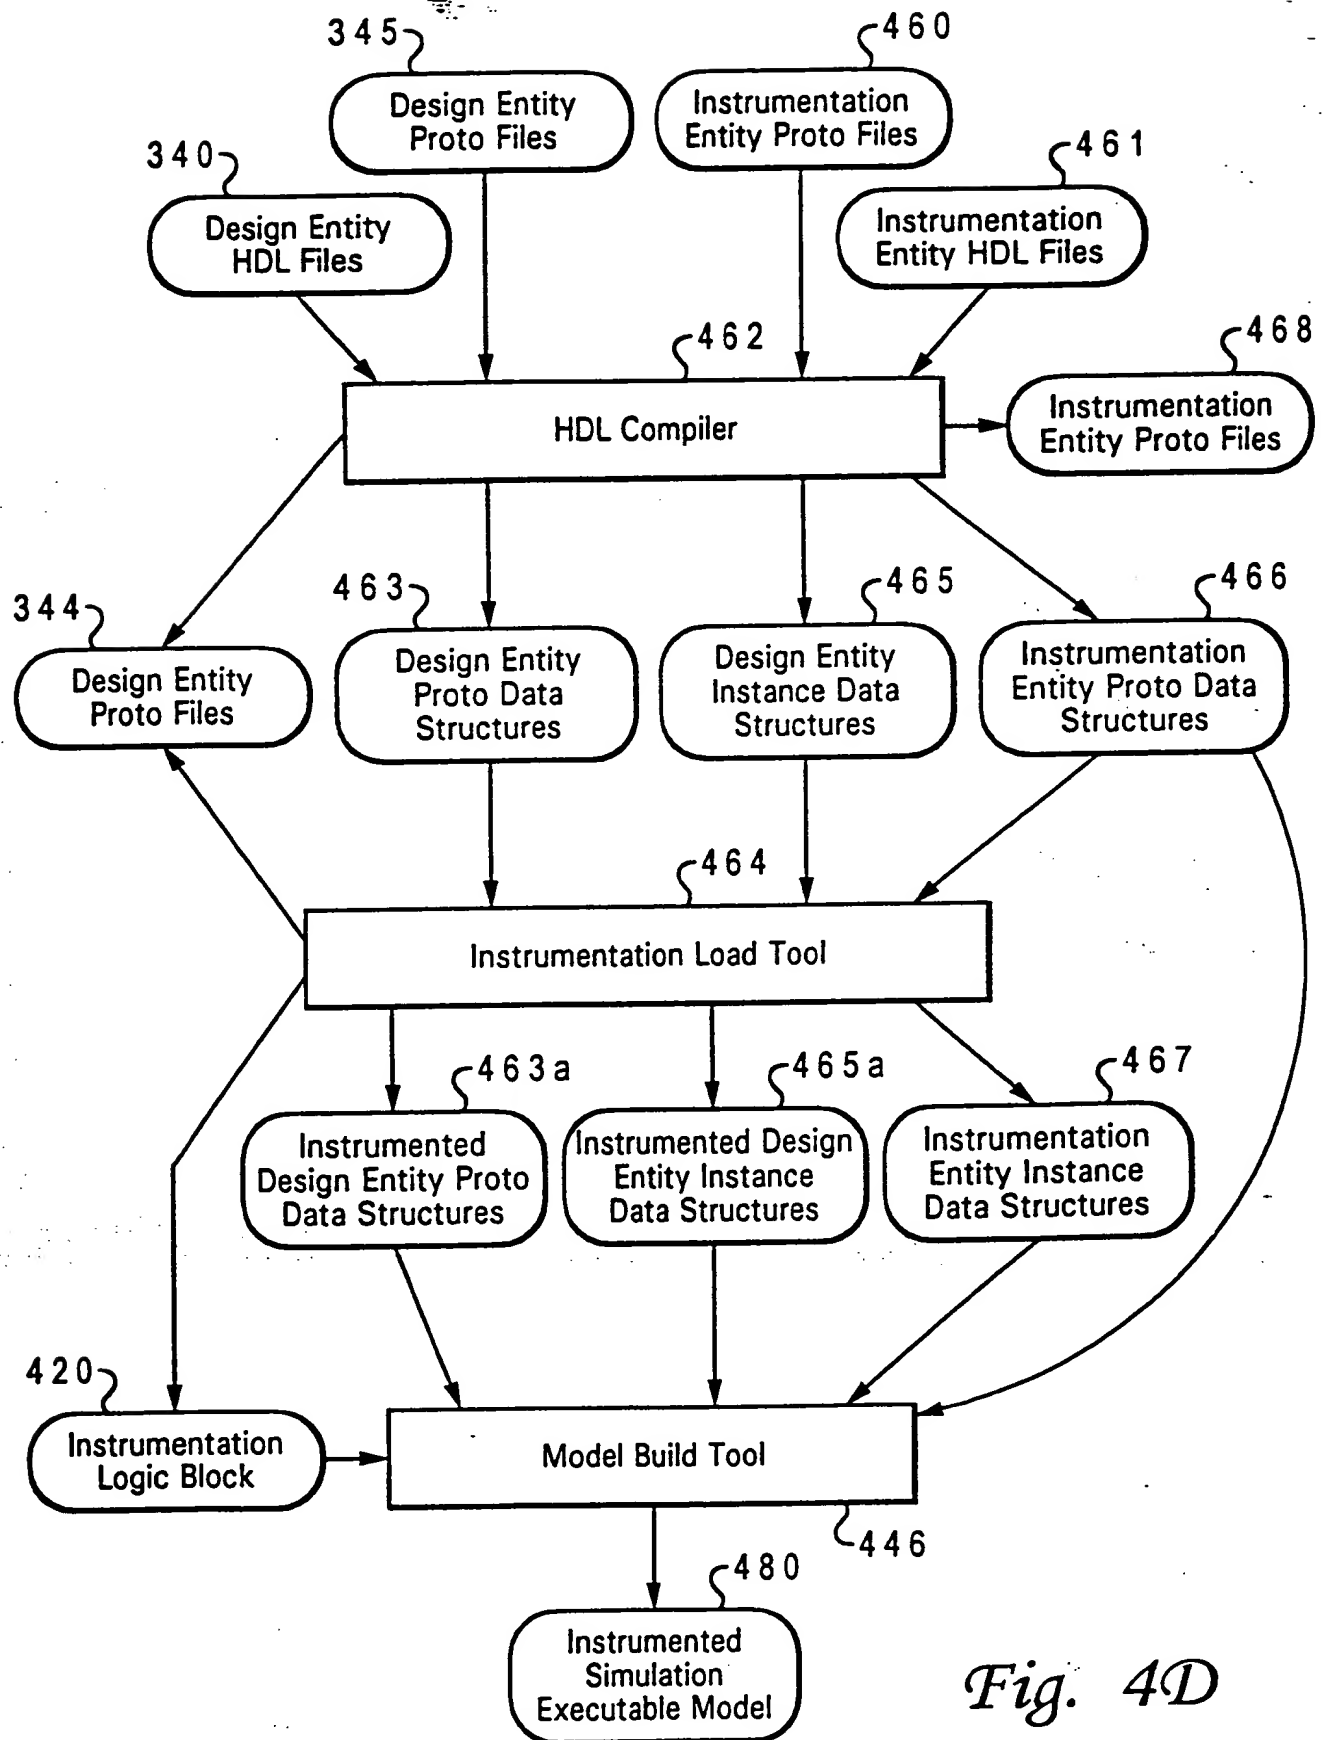 345
460
Design Entity
Proto Files
Instrumentation
Entity Proto Files
340
461
Design Entity
HDL Files
Instrumentation
Entity HDL Files
462
468
HDL Compiler
Instrumentation
Entity Proto Files
344
463
465
466
Design Entity
Proto Files
Design Entity
Proto Data
Structures
Design Entity
Instance Data
Structures
Instrumentation
Entity Proto Data
Structures
464
Instrumentation Load Tool
463a
465a
467
Instrumented
Design Entity Proto
Data Structures
Instrumented Design
Entity Instance
Data Structures
Instrumentation
Entity Instance
Data Structures
420
Instrumentation
Logic Block
Model Build Tool
446
480
Instrumented
Simulation
Executable Model
Fig. 4D